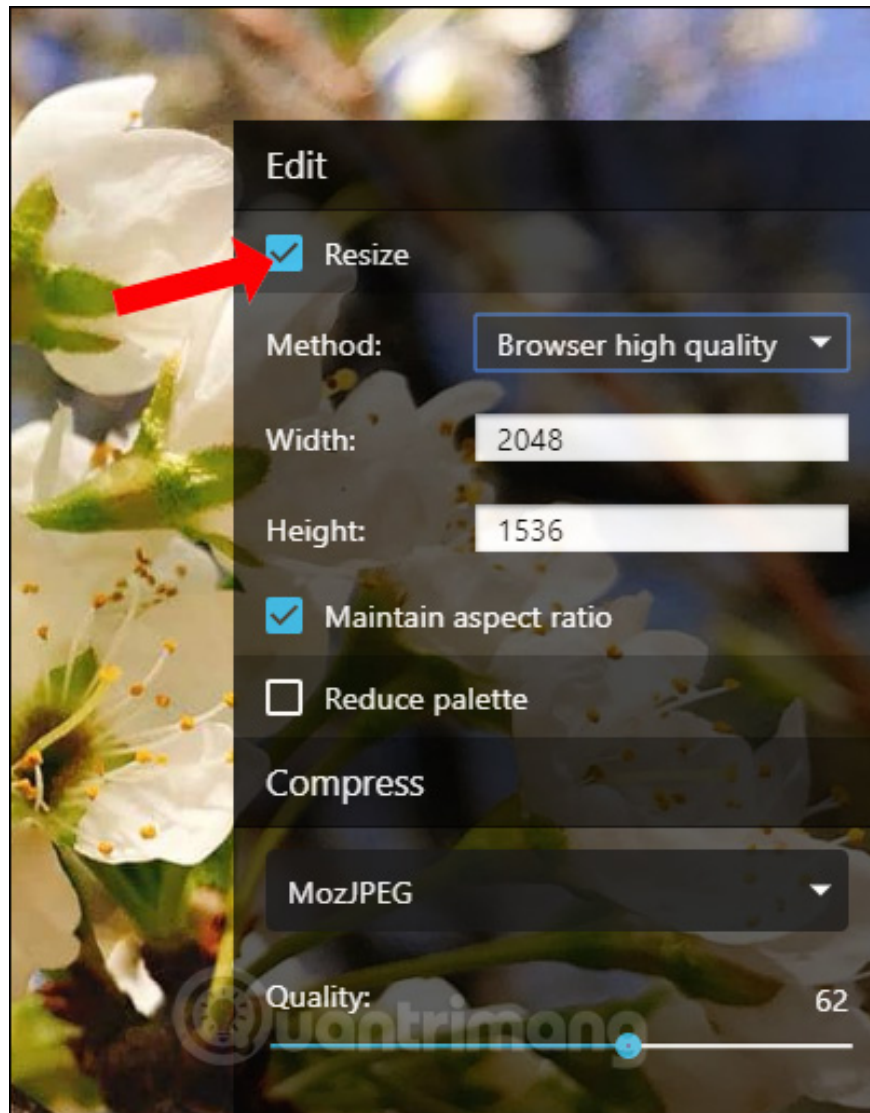 Edit
Resize
Method: Browser high quality
Width: 2048
Height: 1536
Maintain aspect ratio
Reduce palette
Compress
MozJPEG
Quality: 62
Quantrimang